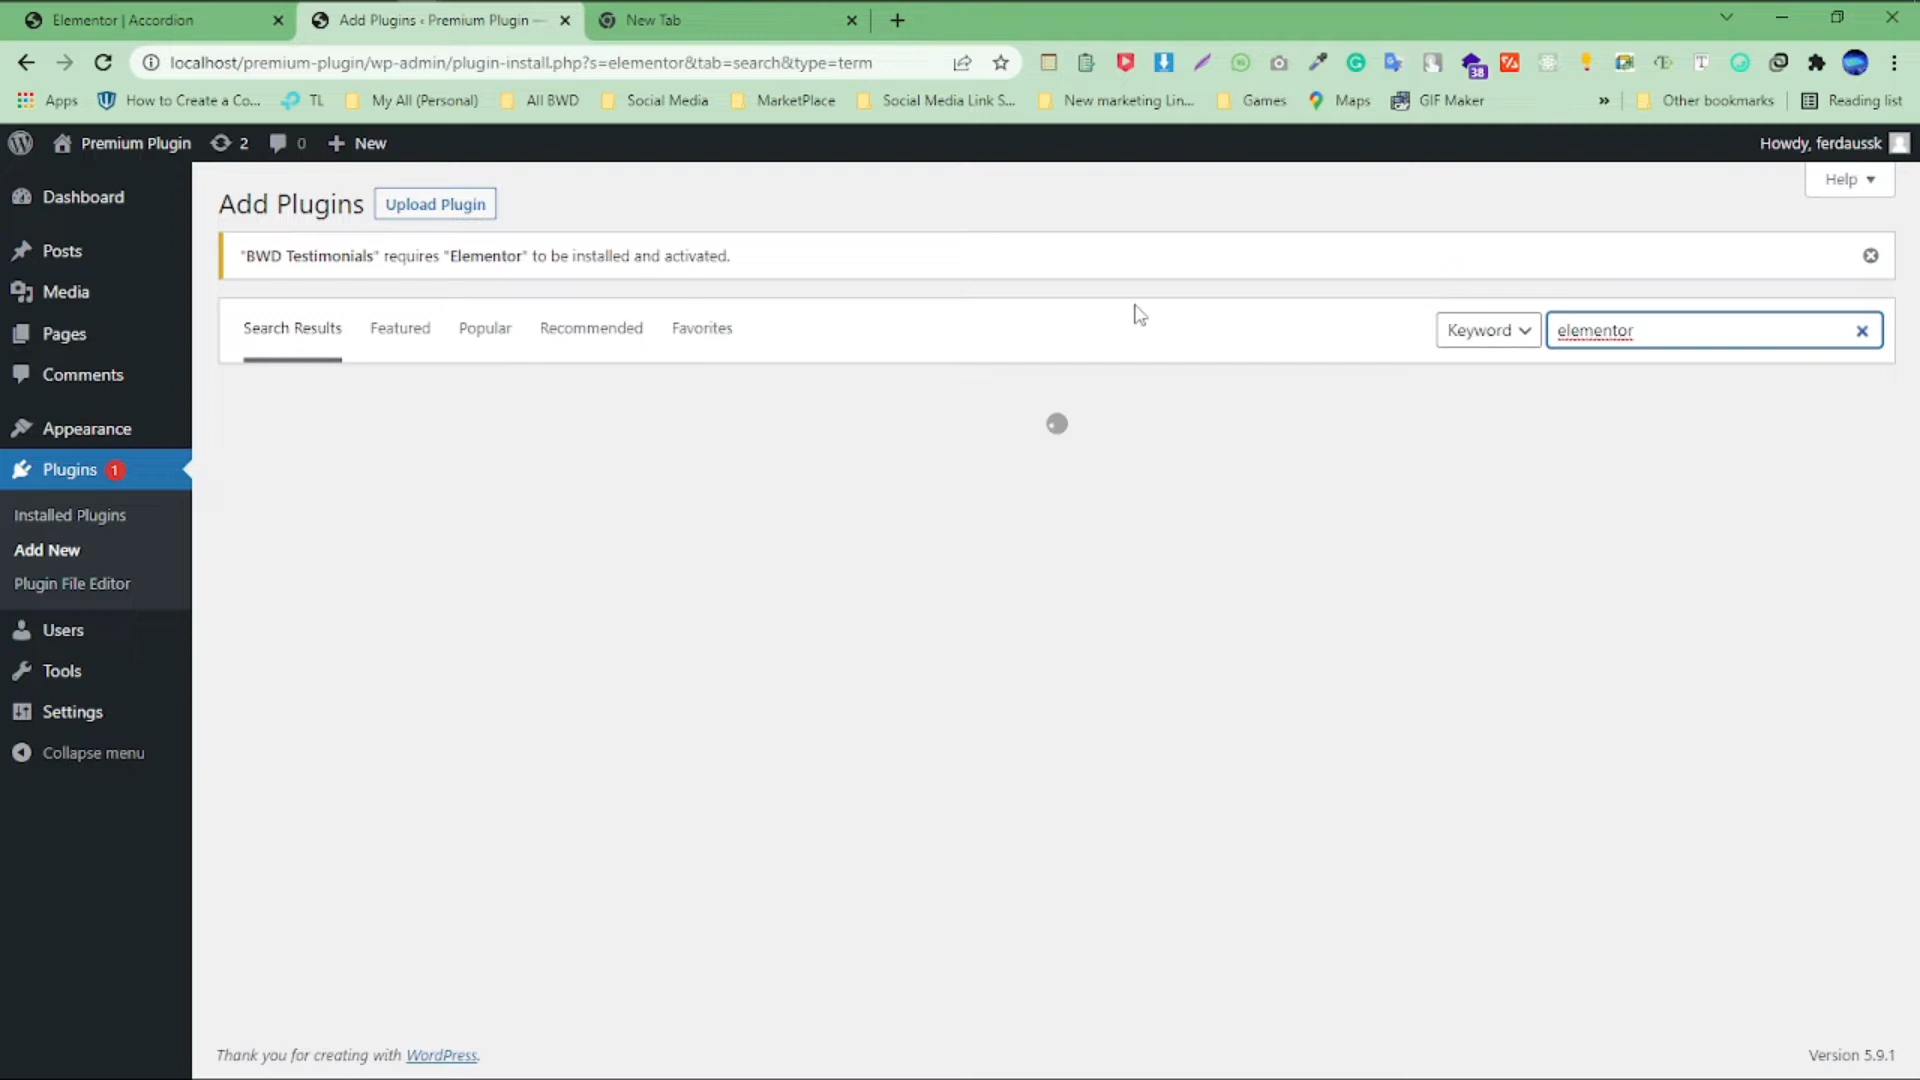 Elementor | Accordion
Add Plugins ‹ Premium Plugin —
New Tab
localhost/premium-plugin/wp-admin/plugin-install.php?s=elementor&tab=search&type=term
38
Apps
How to Create a Co...
TL
My All (Personal)
All BWD
Social Media
MarketPlace
Social Media Link S...
New marketing Lin...
Games
Maps
GIF Maker
»
Other bookmarks
Reading list
Premium Plugin
2
0
New
Howdy, ferdaussk
Help
Dashboard
Posts
Media
Pages
Comments
Appearance
Plugins 1
Installed Plugins
Add New
Plugin File Editor
Users
Tools
Settings
Collapse menu
Add Plugins
Upload Plugin
"BWD Testimonials" requires "Elementor" to be installed and activated.
Search Results
Featured
Popular
Recommended
Favorites
Keyword
elementor
Thank you for creating with WordPress.
Version 5.9.1